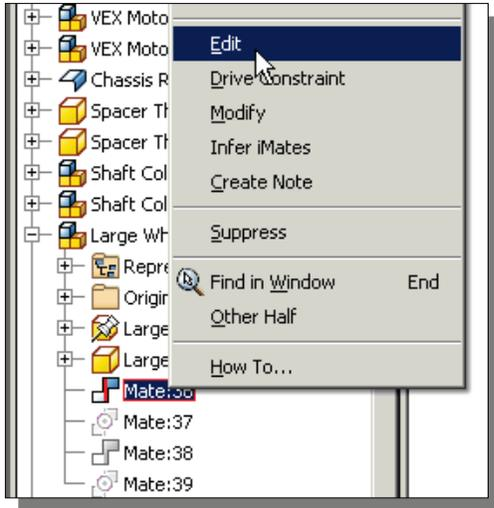 VEX Moto
VEX Moto
Chassis R
Spacer Th
Spacer Th
Shaft Col
Shaft Col
Large Wh
Repre
Origin
Large
Large
Mate:36
Mate:37
Mate:38
Mate:39
Edit
Drive Constraint
Modify
Infer iMates
Create Note
Suppress
Find in Window End
Other Half
How To...